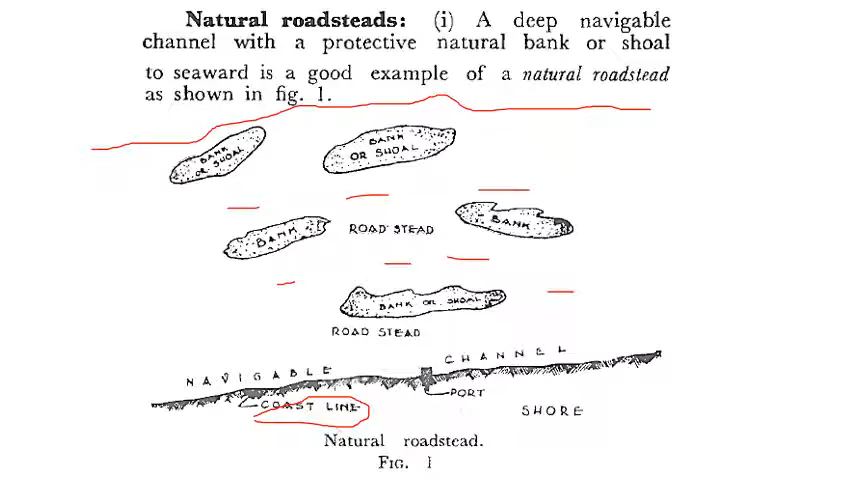 Natural roadsteads: (i) A deep navigable
channel with a protective natural bank or shoal
to seaward is a good example of a natural roadstead
as shown in fig. 1.
BANK
OR SHOAL
BANK
OR SHOAL
BANK
ROAD STEAD
BANK
BANK OR SHOAL
ROAD STEAD
NAVIGABLE CHANNEL
PORT
COAST LINE
SHORE
Natural roadstead.
FIG. 1